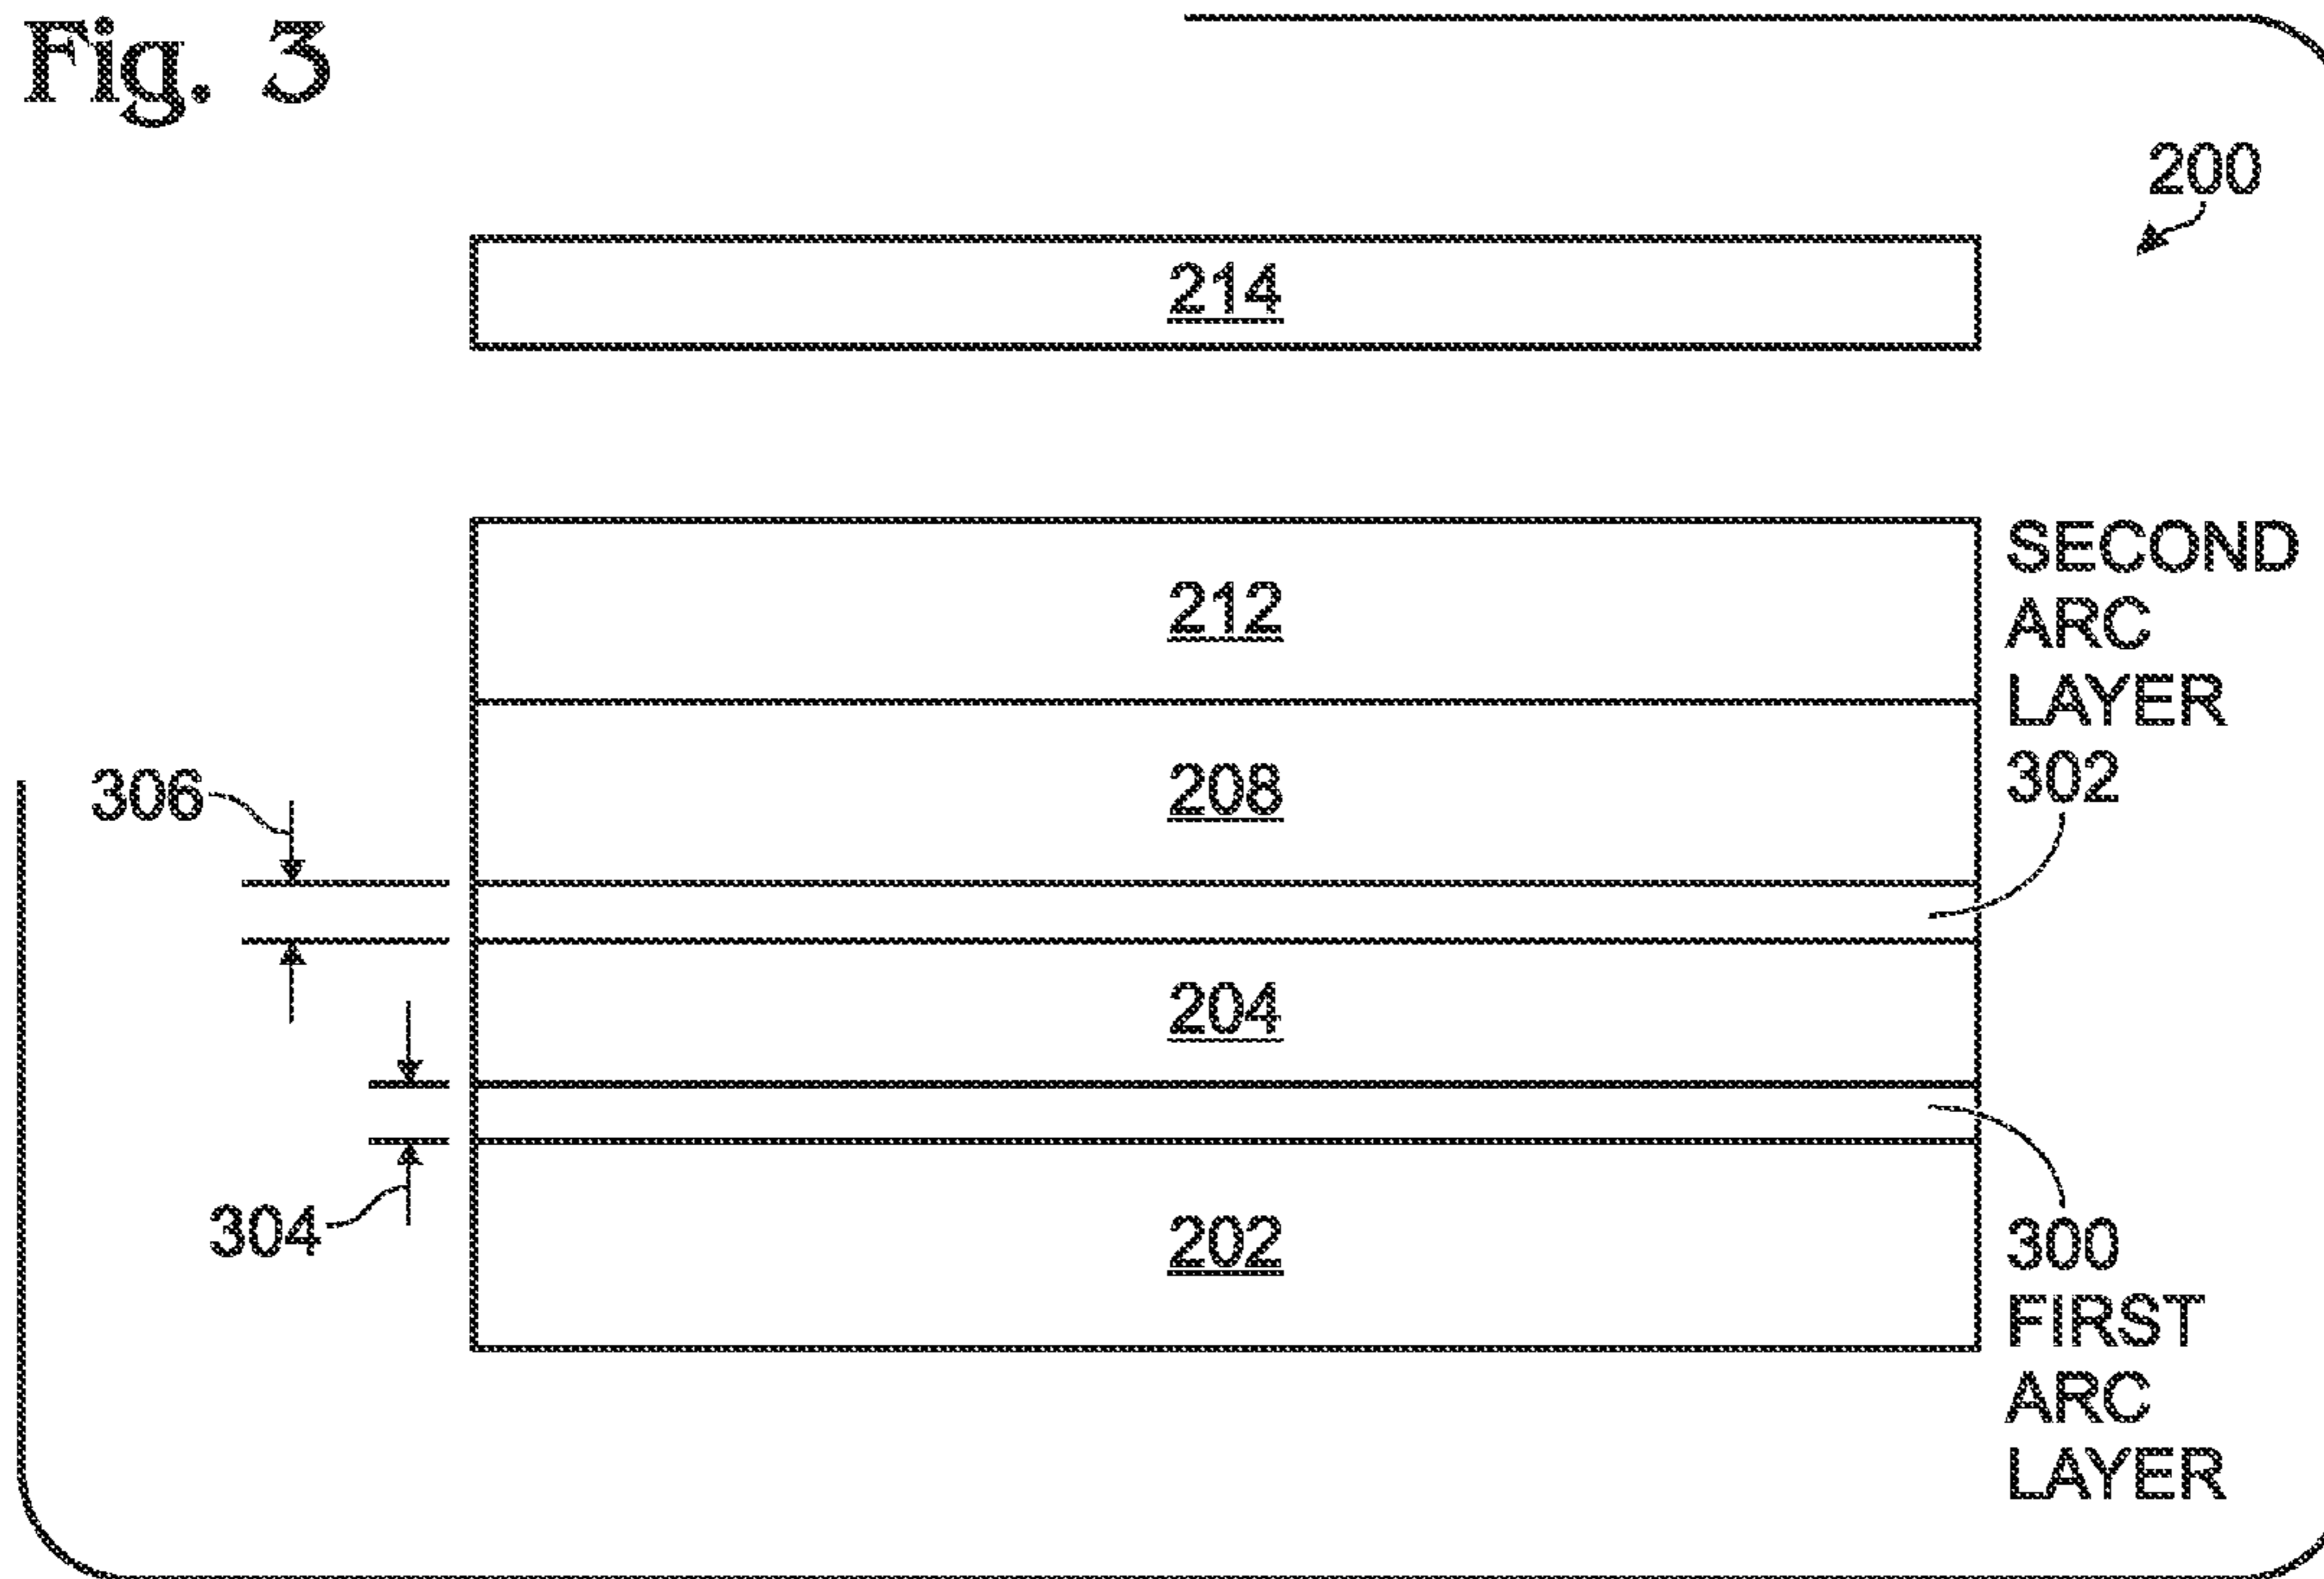 Fig. 3
200
214
212
SECOND
ARC
LAYER
302
208
306
204
304
202
300
FIRST
ARC
LAYER